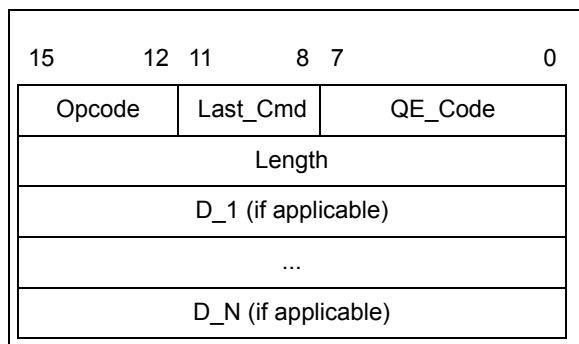 15 12 11 8 7 0
Opcode Last_Cmd QE_Code
Length
D_1 (if applicable)
...
D_N (if applicable)